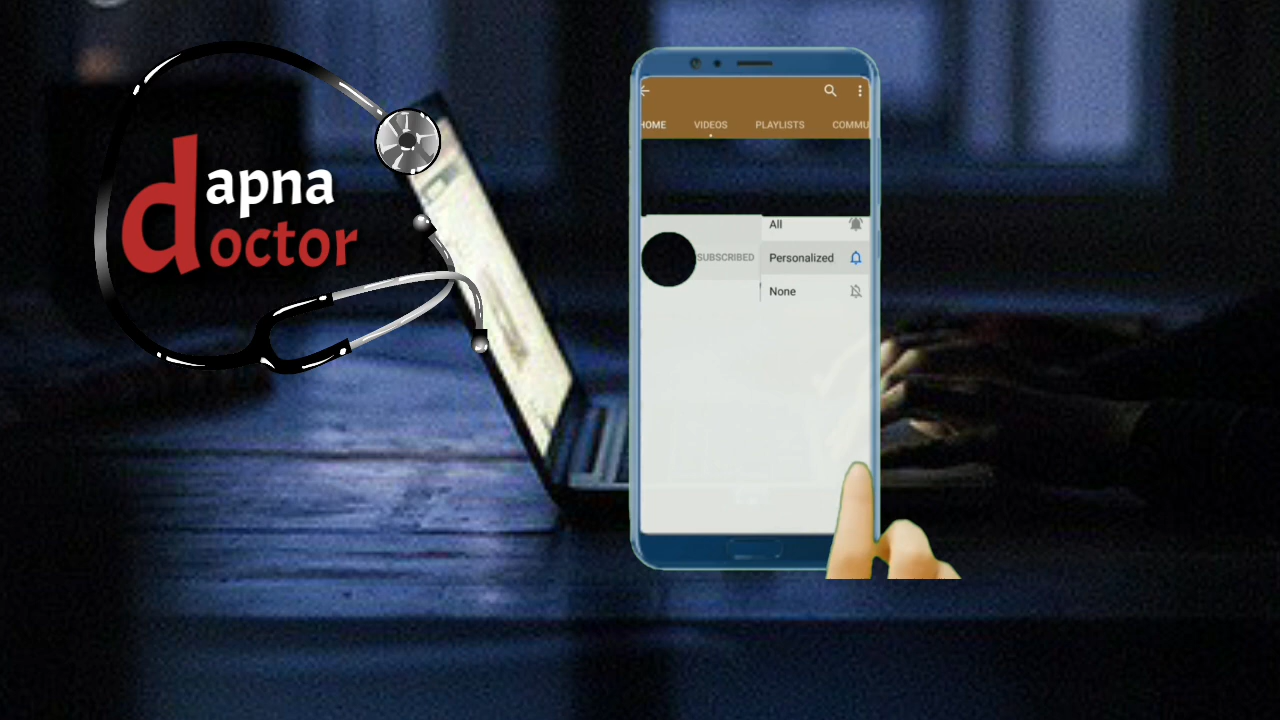 apna
doctor
HOME VIDEOS PLAYLISTS COMMU
All
SUBSCRIBED
Personalized
None